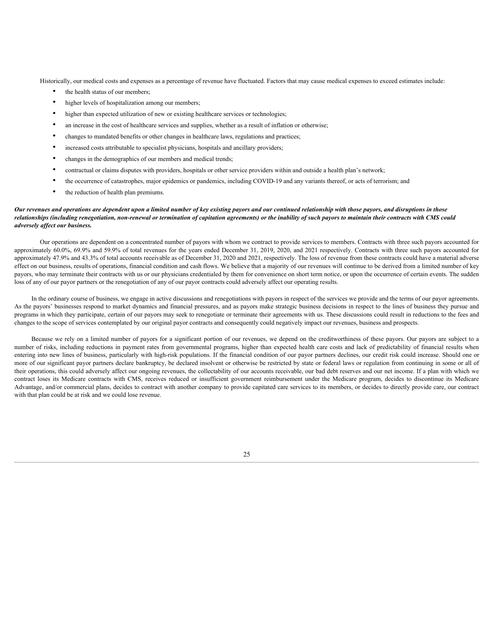 Historically, our medical costs and expenses as a percentage of revenue have fluctuated. Factors that may cause medical expenses to exceed estimates include:
• the health status of our members;
• higher levels of hospitalization among our members;
• higher than expected utilization of new or existing healthcare services or technologies;
• an increase in the cost of healthcare services and supplies, whether as a result of inflation or otherwise;
• changes to mandated benefits or other changes in healthcare laws, regulations and practices;
• increased costs attributable to specialist physicians, hospitals and ancillary providers;
• changes in the demographics of our members and medical trends;
• contractual or claims disputes with providers, hospitals or other service providers within and outside a health plan's network;
• the occurrence of catastrophes, major epidemics or pandemics, including COVID-19 and any variants thereof, or acts of terrorism; and
• the reduction of health plan premiums.
Our revenues and operations are dependent upon a limited number of key existing payors and our continued relationship with those payors, and disruptions in those
relationships (including renegotiation, non-renewal or termination of capitation agreements) or the inability of such payors to maintain their contracts with CMS could
adversely affect our business.
Our operations are dependent on a concentrated number of payors with whom we contract to provide services to members. Contracts with three such payors accounted for
approximately 60.0%, 69.9% and 59.9% of total revenues for the years ended December 31, 2019, 2020, and 2021 respectively. Contracts with three such payors accounted for
approximately 47.9% and 43.3% of total accounts receivable as of December 31, 2020 and 2021, respectively. The loss of revenue from these contracts could have a material adverse
effect on our business, results of operations, financial condition and cash flows. We believe that a majority of our revenues will continue to be derived from a limited number of key
payors, who may terminate their contracts with us or our physicians credentialed by them for convenience on short term notice, or upon the occurrence of certain events. The sudden
loss of any of our payor partners or the renegotiation of any of our payor contracts could adversely affect our operating results.
In the ordinary course of business, we engage in active discussions and renegotiations with payors in respect of the services we provide and the terms of our payor agreements.
As the payors' businesses respond to market dynamics and financial pressures, and as payors make strategic business decisions in respect to the lines of business they pursue and
programs in which they participate, certain of our payors may seek to renegotiate or terminate their agreements with us. These discussions could result in reductions to the fees and
changes to the scope of services contemplated by our original payor contracts and consequently could negatively impact our revenues, business and prospects.
Because we rely on a limited number of payors for a significant portion of our revenues, we depend on the creditworthiness of these payors. Our payors are subject to a
number of risks, including reductions in payment rates from governmental programs, higher than expected health care costs and lack of predictability of financial results when
entering into new lines of business, particularly with high-risk populations. If the financial condition of our payor partners declines, our credit risk could increase. Should one or
more of our significant payor partners declare bankruptcy, be declared insolvent or otherwise be restricted by state or federal laws or regulation from continuing in some or all of
their operations, this could adversely affect our ongoing revenues, the collectability of our accounts receivable, our bad debt reserves and our net income. If a plan with which we
contract loses its Medicare contracts with CMS, receives reduced or insufficient government reimbursement under the Medicare program, decides to discontinue its Medicare
Advantage, and/or commercial plans, decides to contract with another company to provide capitated care services to its members, or decides to directly provide care, our contract
with that plan could be at risk and we could lose revenue.
25